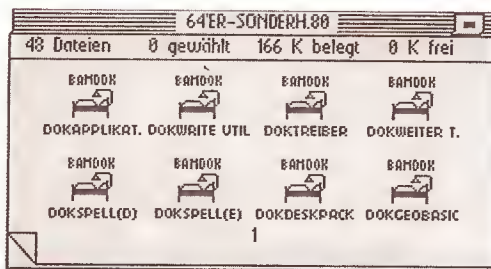 64'ER-SONDERH.80
48 Dateien 0 gewählt 166 K belegt 0 K frei
BAMDOK BAMDOK BAMDOK BAMDOK
DOKAPPLIKAT. DOKWRITE UTIL DOKTREIBER DOKWEITER T.
BAMDOK BAMDOK BAMDOK BAMDOK
DOKSPELL(D) DOKSPELL(E) DOKDESKPACK DOKGEOBASIC
1